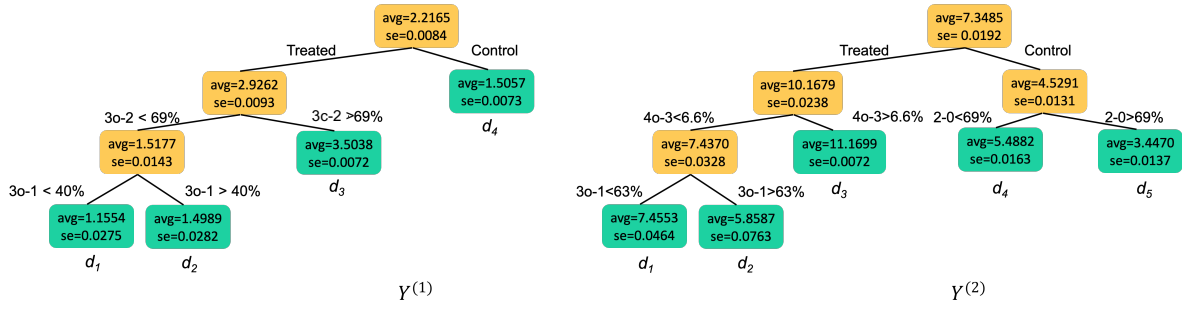 avg=2.2165
se=0.0084
Treated
Control
avg=2.9262
se=0.0093
avg=1.5057
se=0.0073
d4
3o-2 < 69%
3c-2 >69%
avg=1.5177
se=0.0143
avg=3.5038
se=0.0072
d3
3o-1 < 40%
3o-1 > 40%
avg=1.1554
se=0.0275
avg=1.4989
se=0.0282
d1
d2
Y(1)
avg=7.3485
se= 0.0192
Treated
Control
avg=10.1679
se=0.0238
avg=4.5291
se=0.0131
4o-3<6.6%
4o-3>6.6%
2-0<69%
2-0>69%
avg=7.4370
se=0.0328
avg=11.1699
se=0.0072
avg=5.4882
se=0.0163
avg=3.4470
se=0.0137
d3
d4
d5
3o-1<63%
3o-1>63%
avg=7.4553
se=0.0464
avg=5.8587
se=0.0763
d1
d2
Y(2)